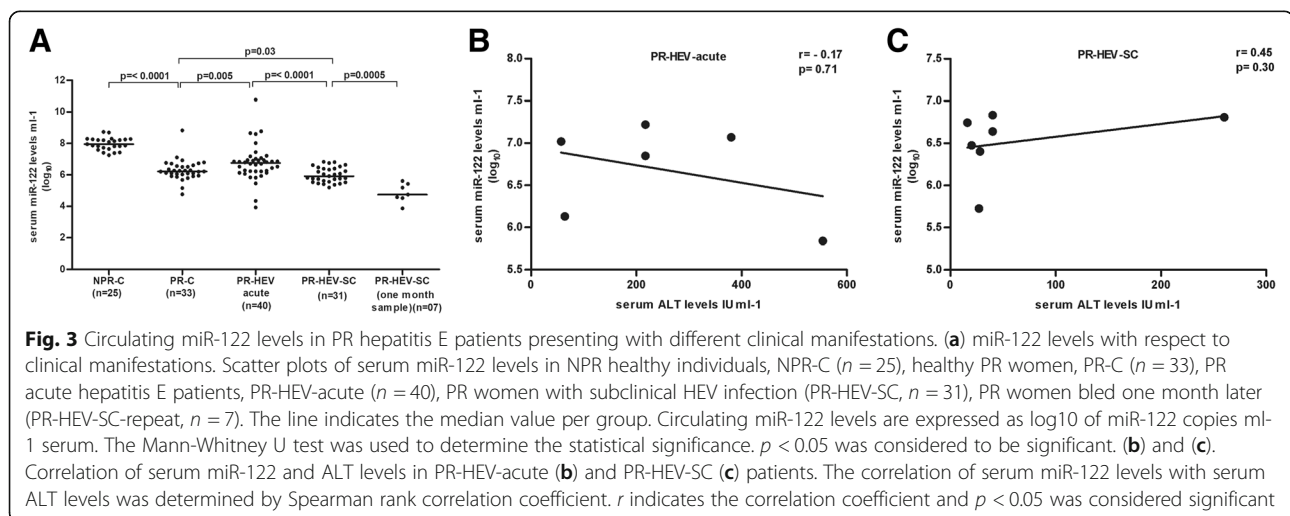 A
p=0.03
p=< 0.0001 p=0.005 p=< 0.0001 p=0.0005
serum miR-122 levels ml-1
(log10)
12
10
8
6
4
2
0
NPR-C
(n=25)
PR-C
(n=33)
PR-HEV
acute
(n=40)
PR-HEV-SC
(n=31)
PR-HEV-SC
(one month
sample)(n=07)
B
PR-HEV-acute
r= - 0.17
p= 0.71
serum miR-122 levels ml-1
(log10)
8.0
7.5
7.0
6.5
6.0
5.5
0 200 400 600
serum ALT levels IU ml-1
C
PR-HEV-SC
r= 0.45
p= 0.30
serum miR-122 levels ml-1
(log10)
7.5
7.0
6.5
6.0
5.5
5.0
0 100 200 300
serum ALT levels IU ml-1
Fig. 3 Circulating miR-122 levels in PR hepatitis E patients presenting with different clinical manifestations. (a) miR-122 levels with respect to
clinical manifestations. Scatter plots of serum miR-122 levels in NPR healthy individuals, NPR-C (n = 25), healthy PR women, PR-C (n = 33), PR
acute hepatitis E patients, PR-HEV-acute (n = 40), PR women with subclinical HEV infection (PR-HEV-SC, n = 31), PR women bled one month later
(PR-HEV-SC-repeat, n = 7). The line indicates the median value per group. Circulating miR-122 levels are expressed as log10 of miR-122 copies ml-
1 serum. The Mann-Whitney U test was used to determine the statistical significance. p < 0.05 was considered to be significant. (b) and (c).
Correlation of serum miR-122 and ALT levels in PR-HEV-acute (b) and PR-HEV-SC (c) patients. The correlation of serum miR-122 levels with serum
ALT levels was determined by Spearman rank correlation coefficient. r indicates the correlation coefficient and p < 0.05 was considered significant